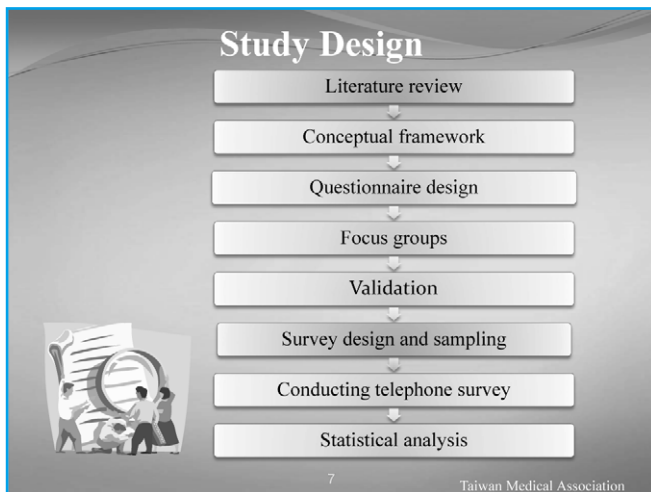 Study Design
Literature review
Conceptual framework
Questionnaire design
Focus groups
Validation
Survey design and sampling
Conducting telephone survey
Statistical analysis
7
Taiwan Medical Association